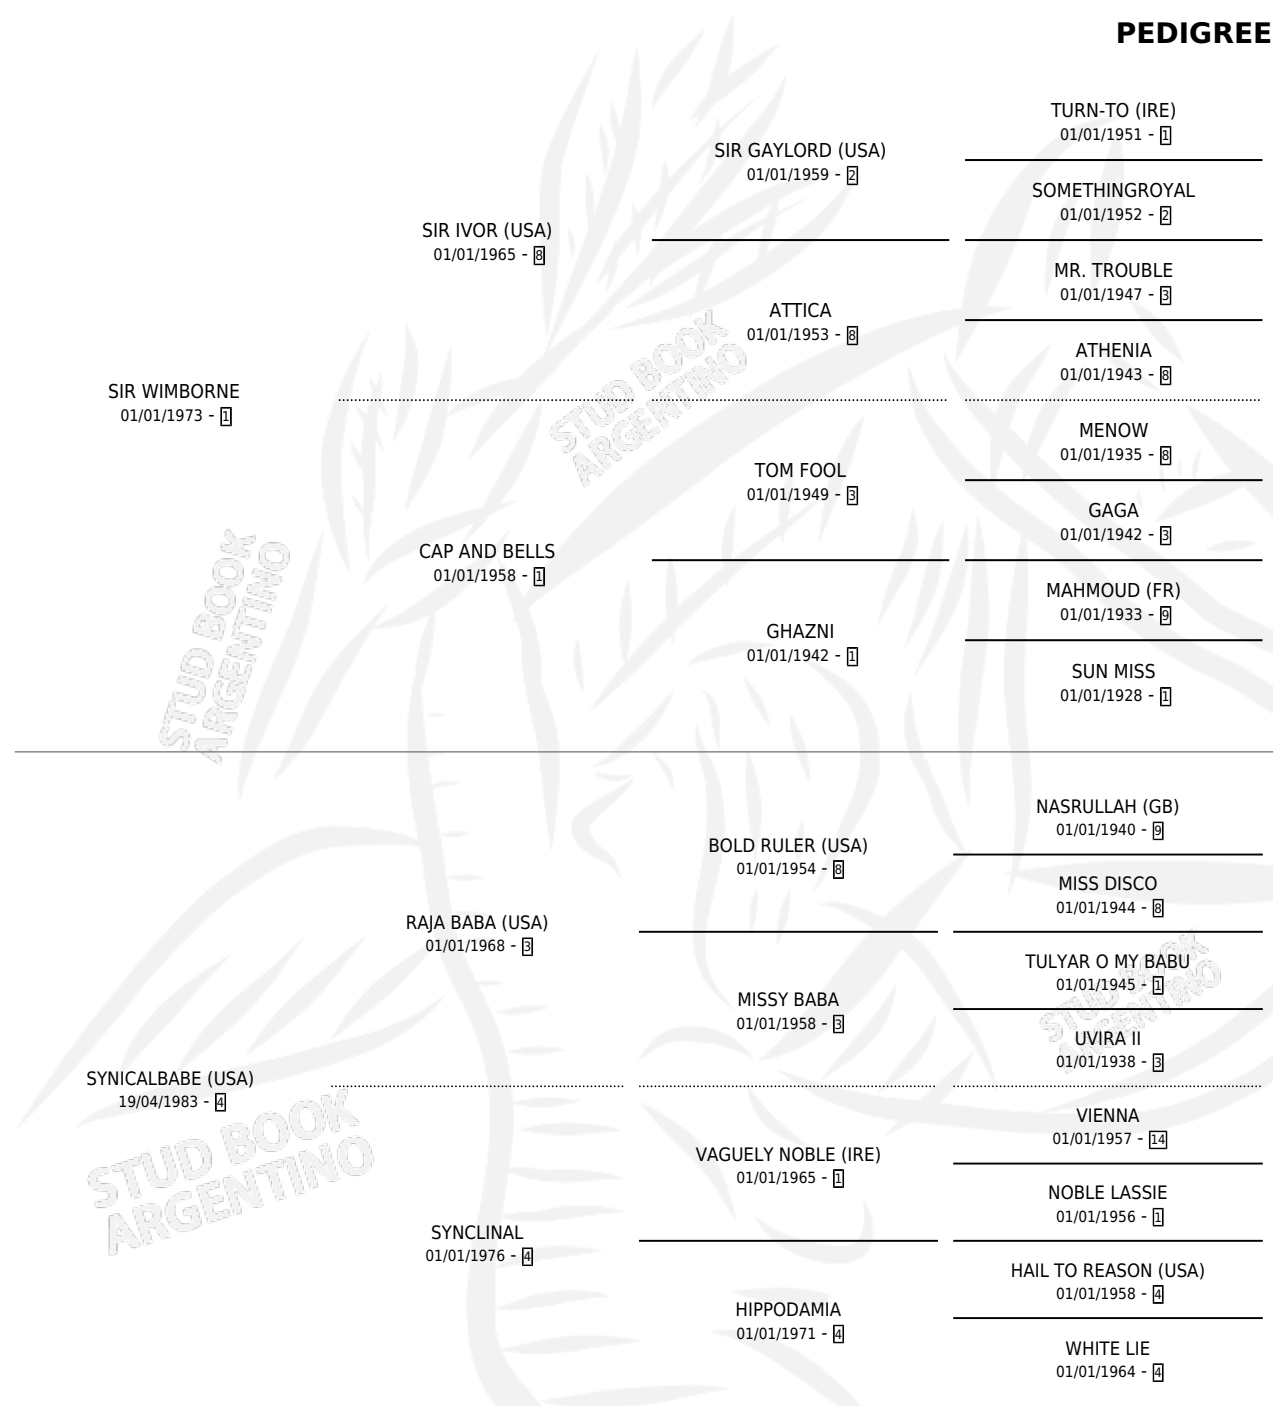 PEDIGREE
TURN-TO (IRE)
01/01/1951 - 1
SIR GAYLORD (USA)
01/01/1959 - 2
SOMETHINGROYAL
01/01/1952 - 2
SIR IVOR (USA)
01/01/1965 - 8
MR. TROUBLE
01/01/1947 - 3
ATTICA
01/01/1953 - 8
ATHENIA
01/01/1943 - 8
SIR WIMBORNE
01/01/1973 - 1
MENOW
01/01/1935 - 8
TOM FOOL
01/01/1949 - 3
GAGA
01/01/1942 - 3
CAP AND BELLS
01/01/1958 - 1
MAHMOUD (FR)
01/01/1933 - 9
GHAZNI
01/01/1942 - 1
SUN MISS
01/01/1928 - 1
NASRULLAH (GB)
01/01/1940 - 9
BOLD RULER (USA)
01/01/1954 - 8
MISS DISCO
01/01/1944 - 8
RAJA BABA (USA)
01/01/1968 - 3
TULYAR O MY BABU
01/01/1945 - 1
MISSY BABA
01/01/1958 - 3
UVIRA II
01/01/1938 - 3
SYNICALBABE (USA)
19/04/1983 - 4
VIENNA
01/01/1957 - 14
VAGUELY NOBLE (IRE)
01/01/1965 - 1
NOBLE LASSIE
01/01/1956 - 1
SYNCLINAL
01/01/1976 - 4
HAIL TO REASON (USA)
01/01/1958 - 4
HIPPODAMIA
01/01/1971 - 4
WHITE LIE
01/01/1964 - 4
STUD BOOK
ARGENTINO
STUD BOOK
ARGENTINO
STUD BOOK
ARGENTINO
STUD BOOK
ARGENTINO